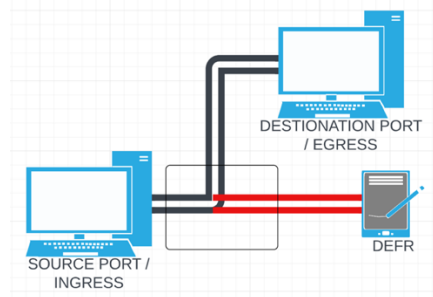 DESTIONATION PORT
/ EGRESS
DEFR
SOURCE PORT /
INGRESS